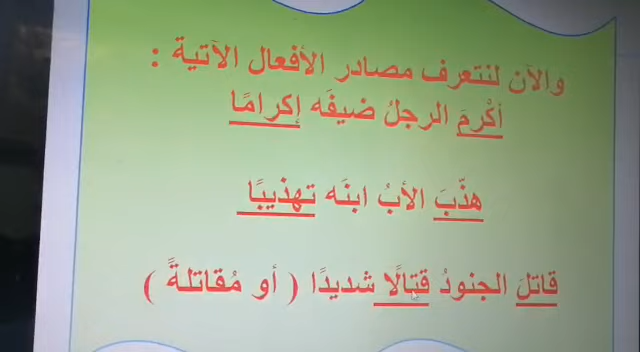 والآن لنتعرف مصادر الأفعال الآتية :
أكْرمَ الرجلُ ضيفَه إكرامًا
هذّبَ الأبُ ابنَه تهذيبًا
قاتلَ الجنودُ قتالًا شديدًا ( أو مُقاتلةً )